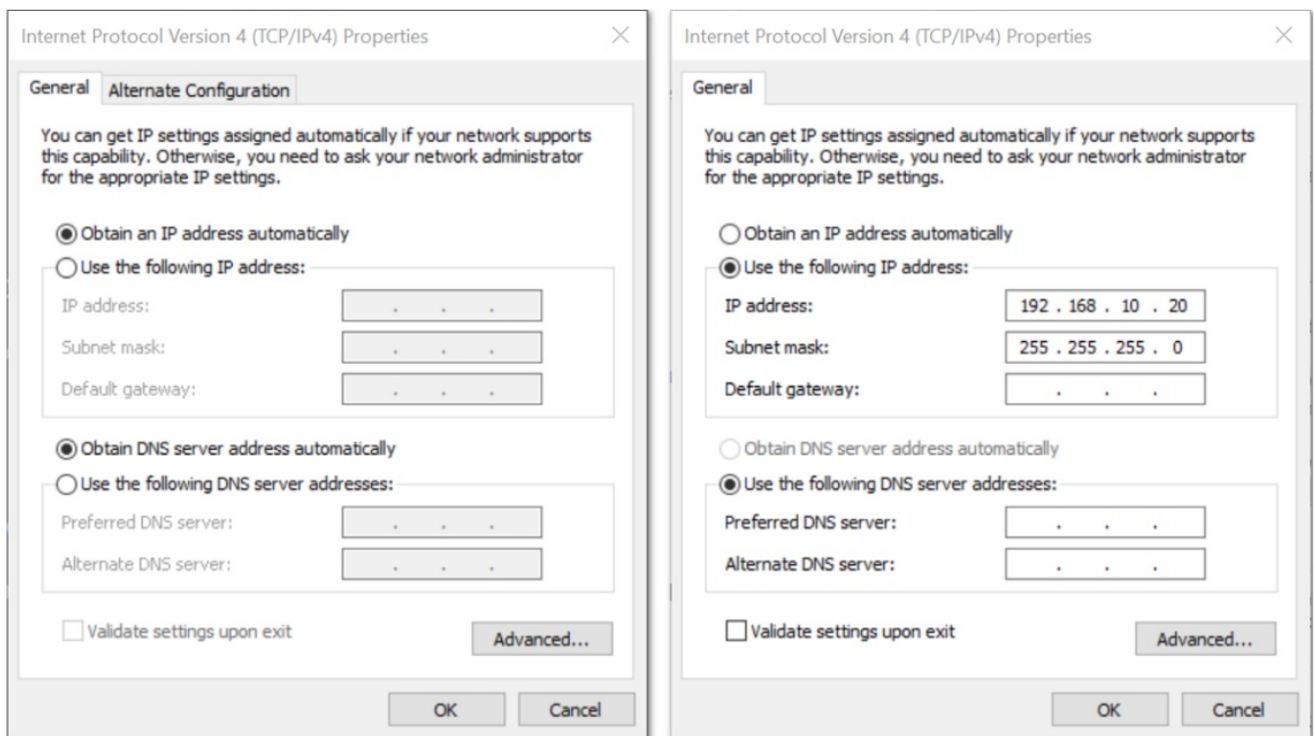 Internet Protocol Version 4 (TCP/IPv4) Properties
General
Alternate Configuration
You can get IP settings assigned automatically if your network supports
this capability. Otherwise, you need to ask your network administrator
for the appropriate IP settings.
Obtain an IP address automatically
Use the following IP address:
IP address:
Subnet mask:
Default gateway:
Obtain DNS server address automatically
Use the following DNS server addresses:
Preferred DNS server:
Alternate DNS server:
Validate settings upon exit
Advanced...
OK
Cancel
Internet Protocol Version 4 (TCP/IPv4) Properties
General
You can get IP settings assigned automatically if your network supports
this capability. Otherwise, you need to ask your network administrator
for the appropriate IP settings.
Obtain an IP address automatically
Use the following IP address:
IP address: 192 . 168 . 10 . 20
Subnet mask: 255 . 255 . 255 . 0
Default gateway:
Obtain DNS server address automatically
Use the following DNS server addresses:
Preferred DNS server:
Alternate DNS server:
Validate settings upon exit
Advanced...
OK
Cancel